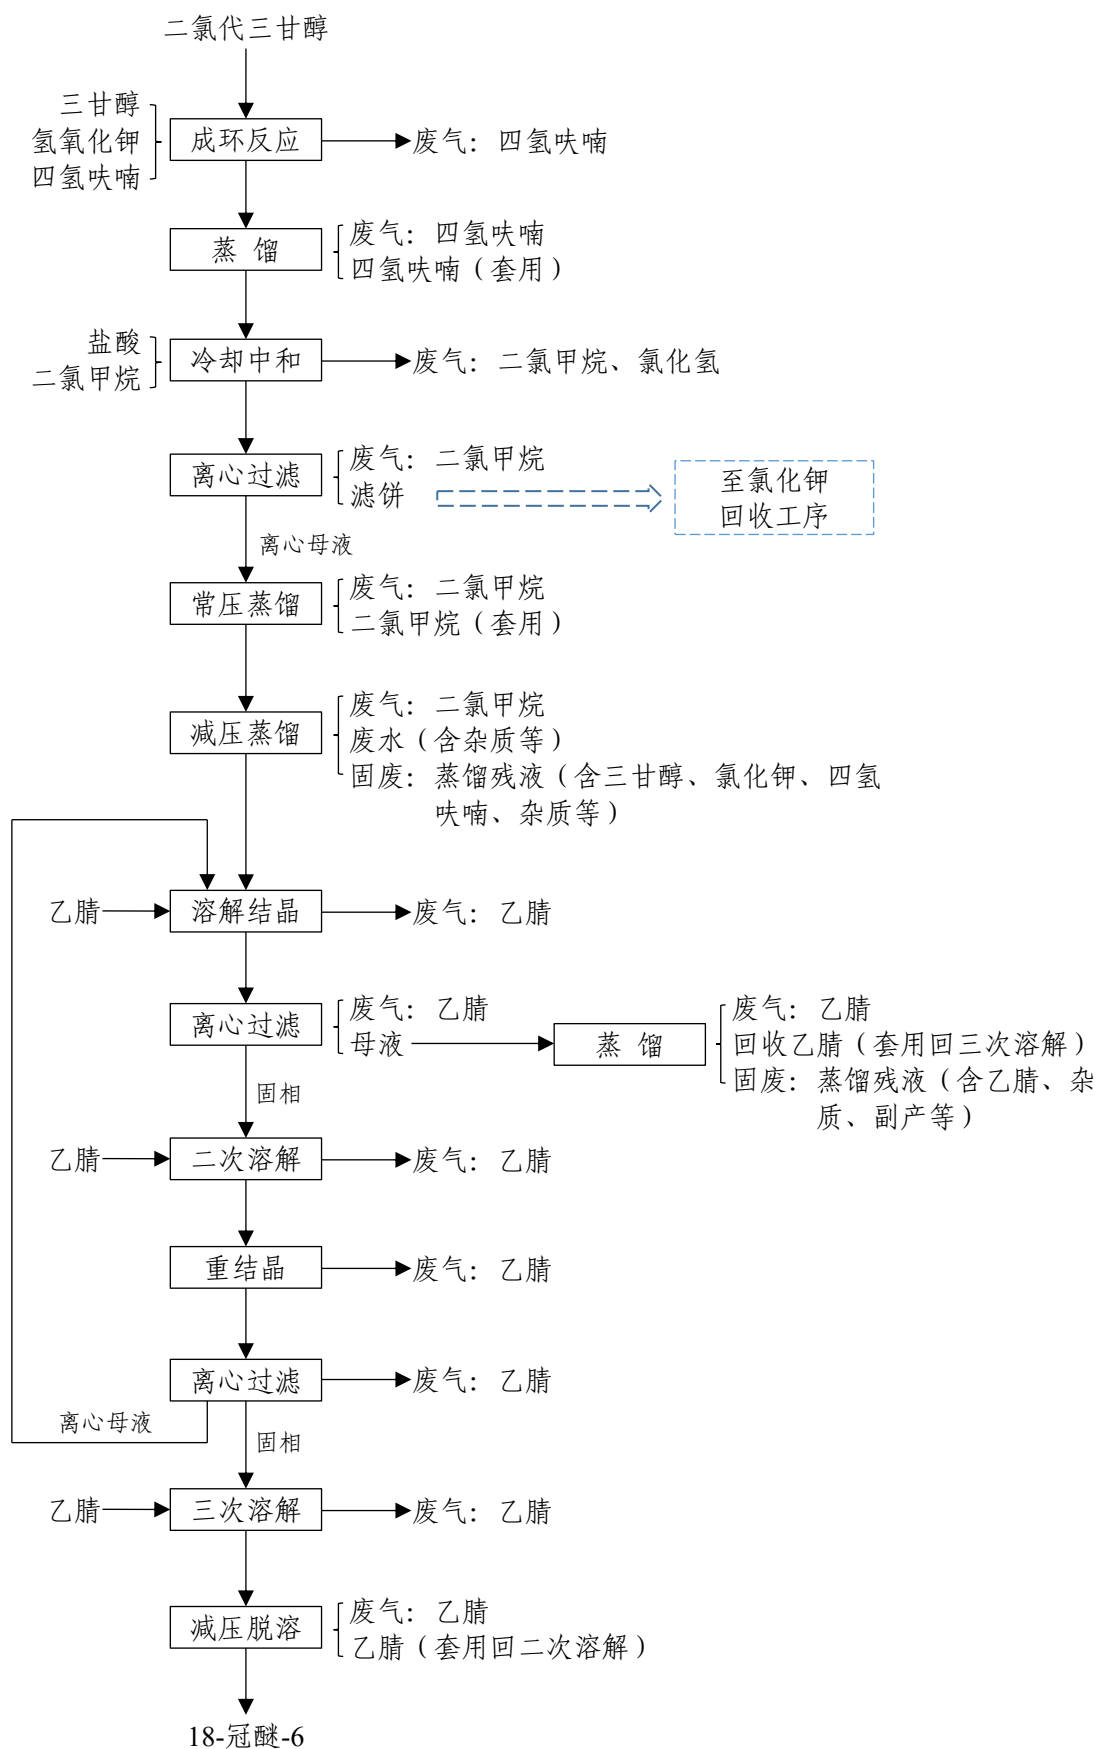 二氯代三甘醇
三甘醇
氢氧化钾
四氢呋喃
成环反应
废气：四氢呋喃
蒸 馏
废气：四氢呋喃
四氢呋喃（套用）
盐酸
二氯甲烷
冷却中和
废气：二氯甲烷、氯化氢
离心过滤
废气：二氯甲烷
滤饼
至氯化钾
回收工序
离心母液
常压蒸馏
废气：二氯甲烷
二氯甲烷（套用）
减压蒸馏
废气：二氯甲烷
废水（含杂质等）
固废：蒸馏残液（含三甘醇、氯化钾、四氢
呋喃、杂质等）
乙腈
溶解结晶
废气：乙腈
离心过滤
废气：乙腈
母液
蒸 馏
废气：乙腈
回收乙腈（套用回三次溶解）
固废：蒸馏残液（含乙腈、杂
质、副产等）
固相
乙腈
二次溶解
废气：乙腈
重结晶
废气：乙腈
离心过滤
废气：乙腈
离心母液
固相
乙腈
三次溶解
废气：乙腈
减压脱溶
废气：乙腈
乙腈（套用回二次溶解）
18-冠醚-6